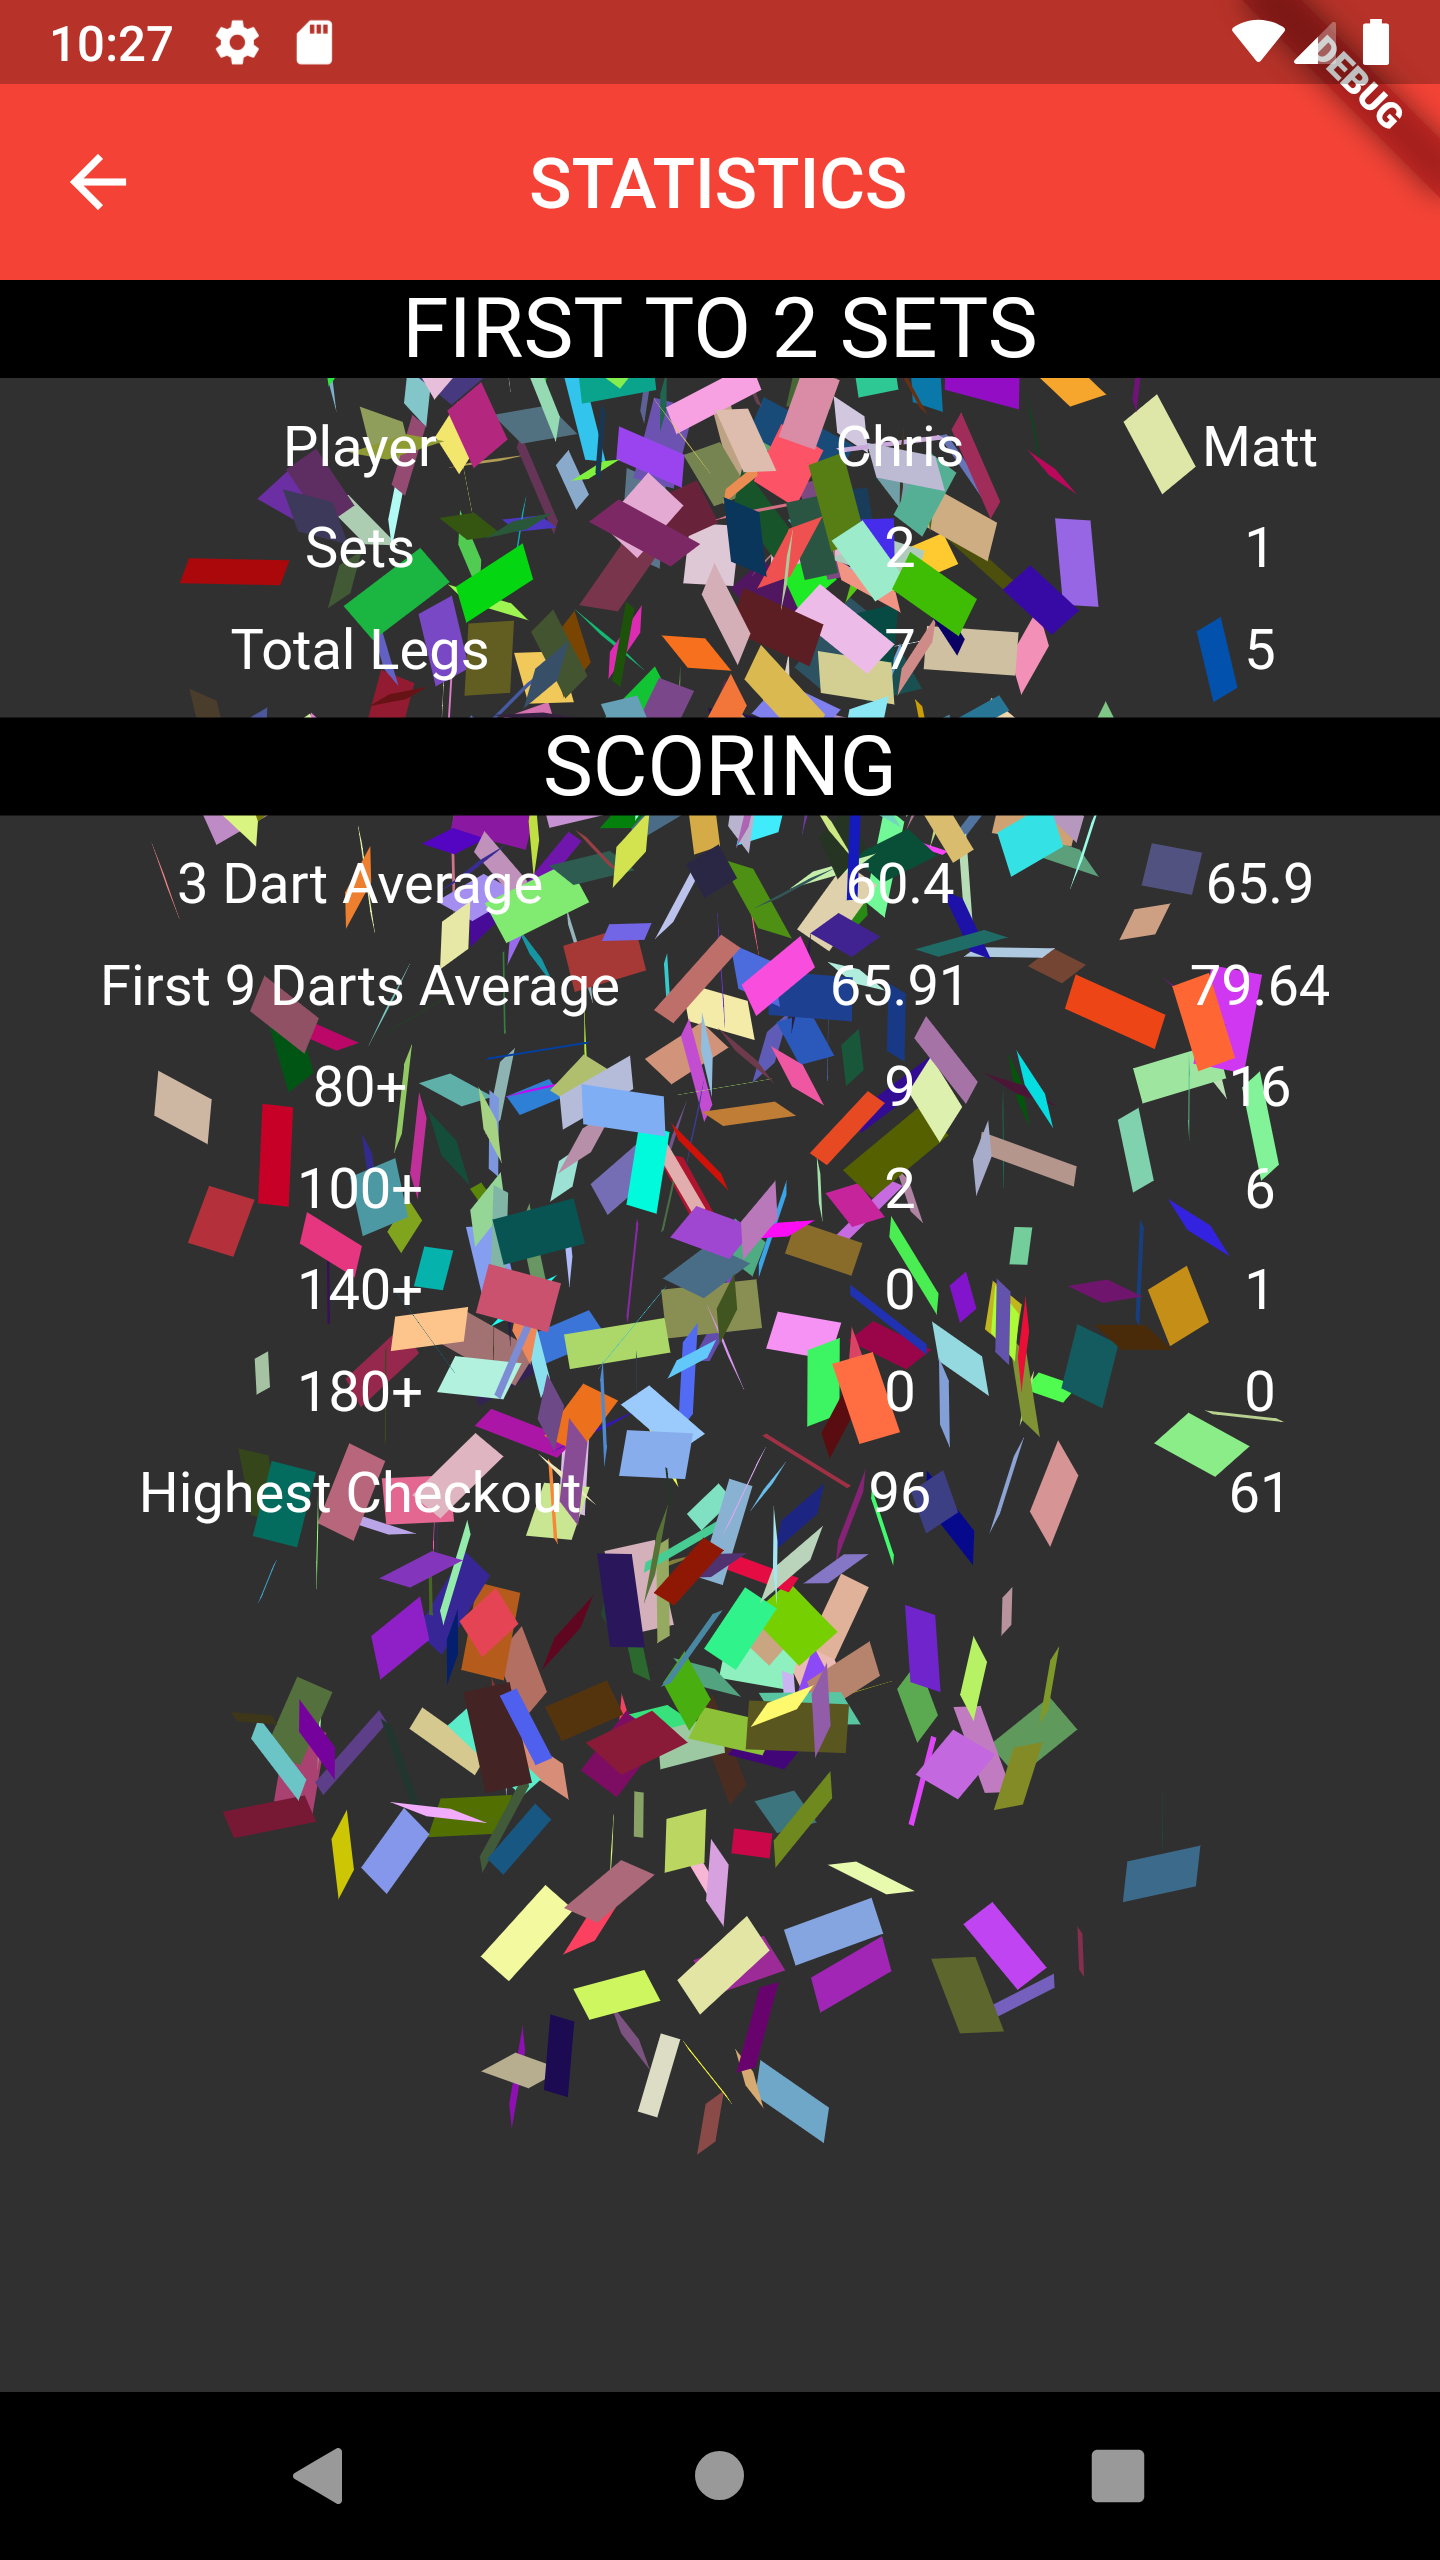 10:27
DEBUG
STATISTICS
FIRST TO 2 SETS
Player Chris Matt
Sets 2 1
Total Legs 7 5
SCORING
3 Dart Average 60.4 65.9
First 9 Darts Average 65.91 79.64
80+ 9 16
100+ 2 6
140+ 0 1
180+ 0 0
Highest Checkout 96 61